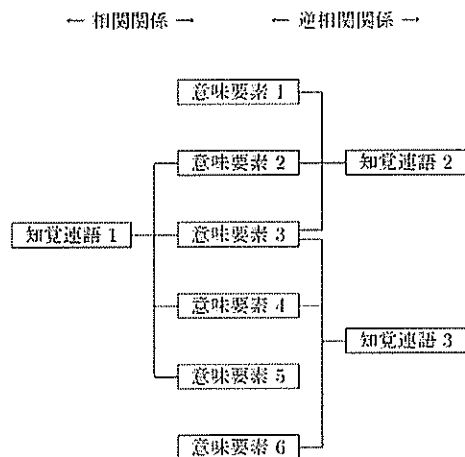 ← 相関関係 → ← 逆相関関係 →
意味要素 1
意味要素 2
知覚連語 2
知覚連語 1
意味要素 3
意味要素 4
知覚連語 3
意味要素 5
意味要素 6